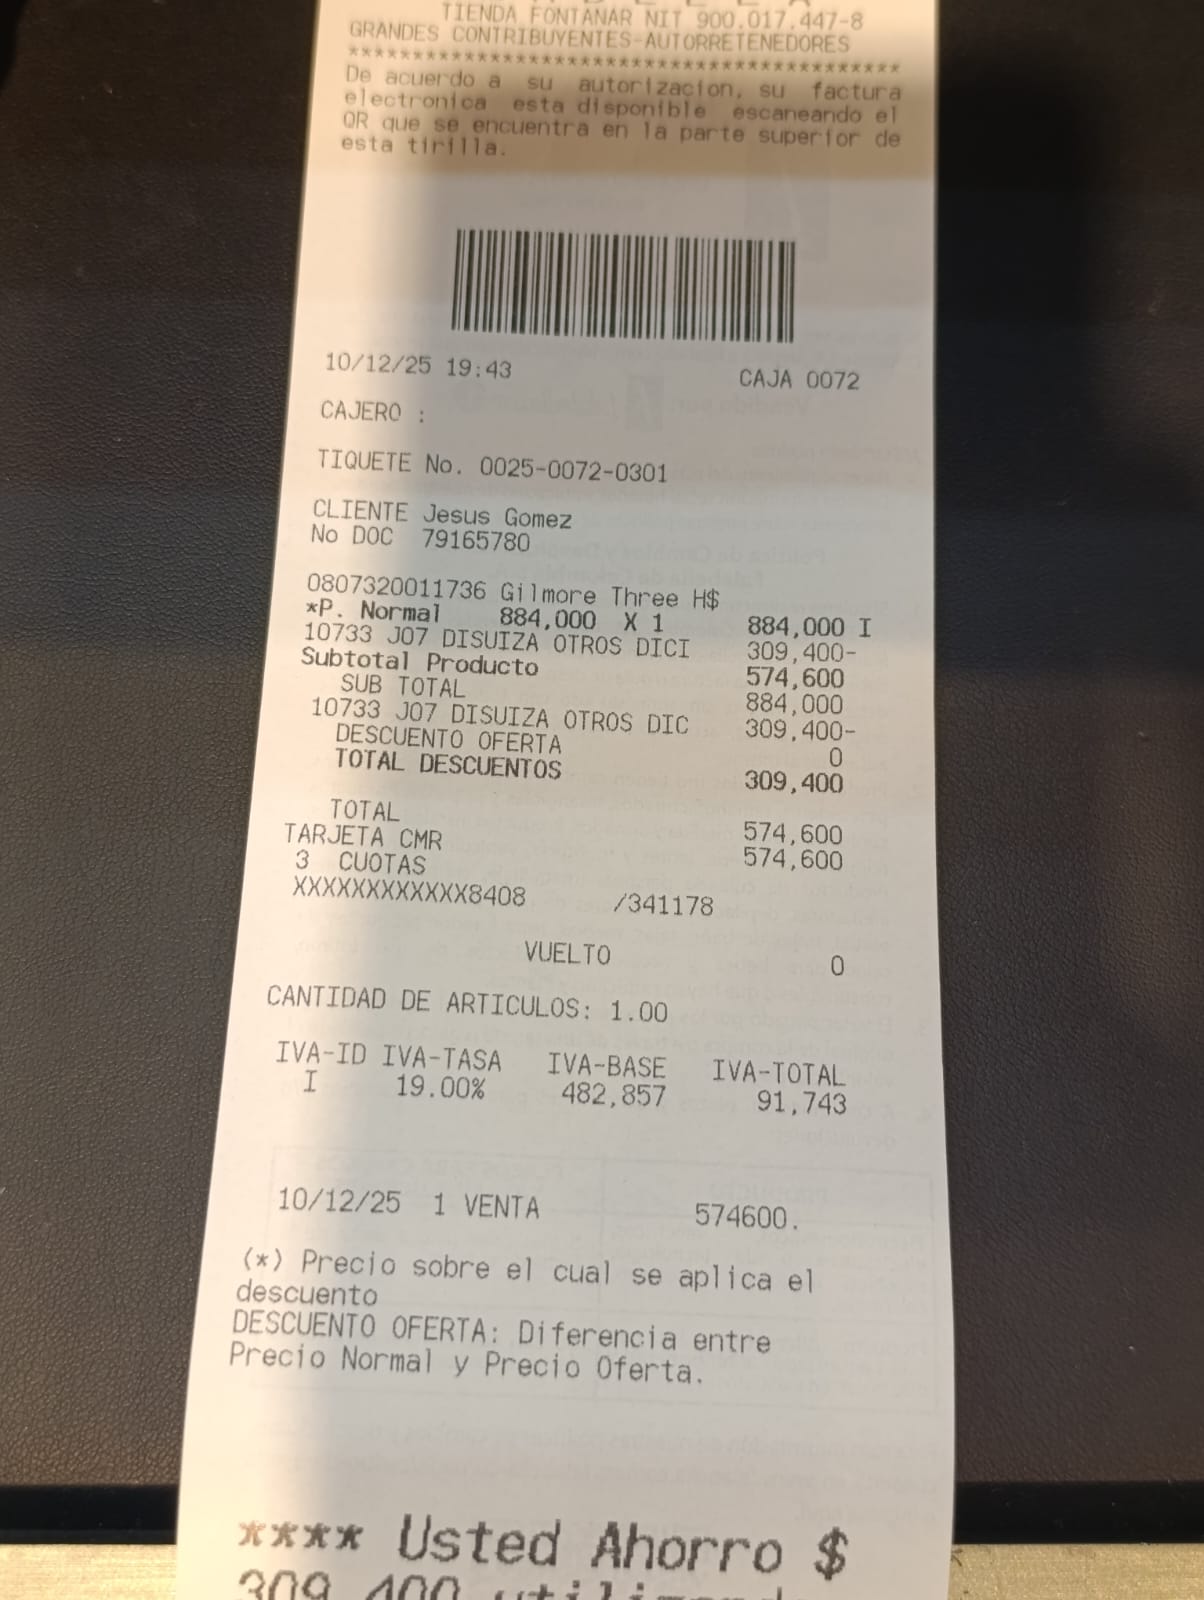 TIENDA FONTANAR NIT 900.017.447-8
GRANDES CONTRIBUYENTES-AUTORRETENEDORES
*******************************************
De acuerdo a su autorizacion, su factura
electronica esta disponible escaneando el
QR que se encuentra en la parte superior de
esta tirilla.
10/12/25 19:43 CAJA 0072
CAJERO :
TIQUETE No. 0025-0072-0301
CLIENTE Jesus Gomez
No DOC 79165780
0807320011736 Gilmore Three H$
*P. Normal 884,000 X 1 884,000 I
10733 J07 DISUIZA OTROS DICI 309,400-
Subtotal Producto 574,600
SUB TOTAL 884,000
10733 J07 DISUIZA OTROS DIC 309,400-
DESCUENTO OFERTA 0
TOTAL DESCUENTOS 309,400
TOTAL 574,600
TARJETA CMR 574,600
3 CUOTAS
XXXXXXXXXXXX8408 /341178
VUELTO 0
CANTIDAD DE ARTICULOS: 1.00
IVA-ID IVA-TASA IVA-BASE IVA-TOTAL
I 19.00% 482,857 91,743
10/12/25 1 VENTA 574600.
(*) Precio sobre el cual se aplica el
descuento
DESCUENTO OFERTA: Diferencia entre
Precio Normal y Precio Oferta.
**** Usted Ahorro $
309,400